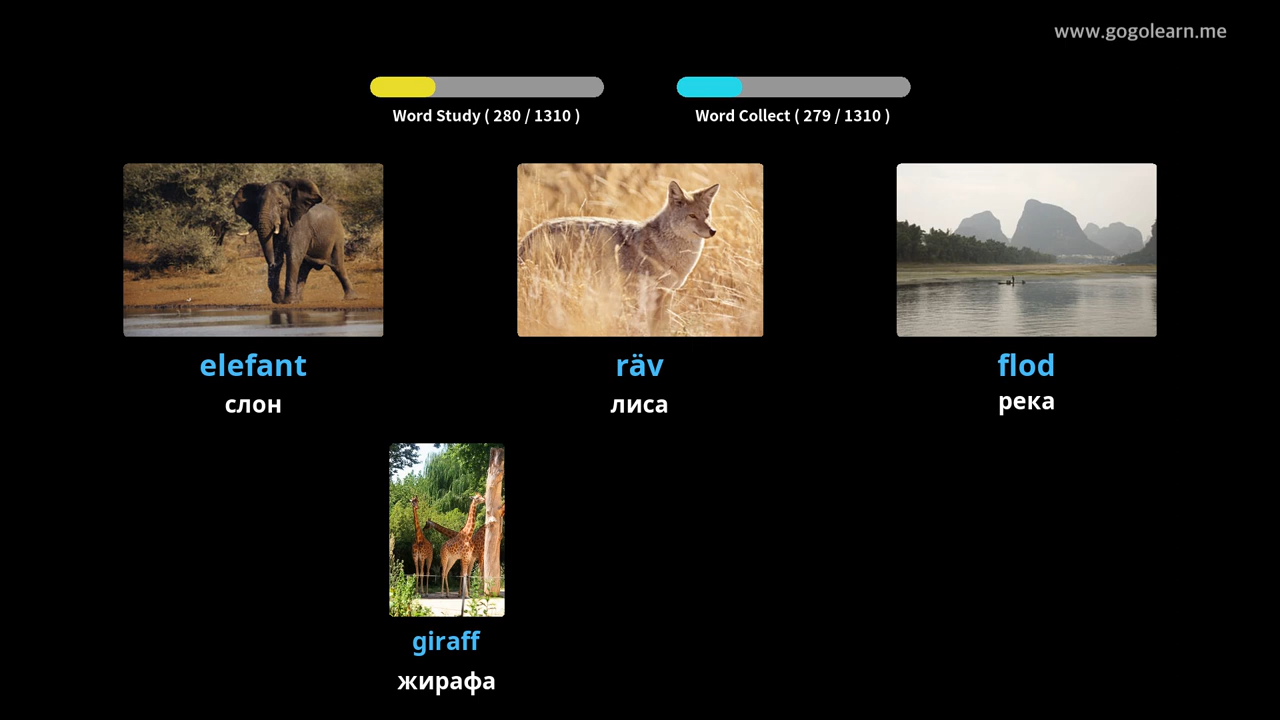 www.gogolearn.me
Word Study ( 280 / 1310 )
Word Collect ( 279 / 1310 )
elefant
слон
räv
лиса
flod
река
giraff
жирафа